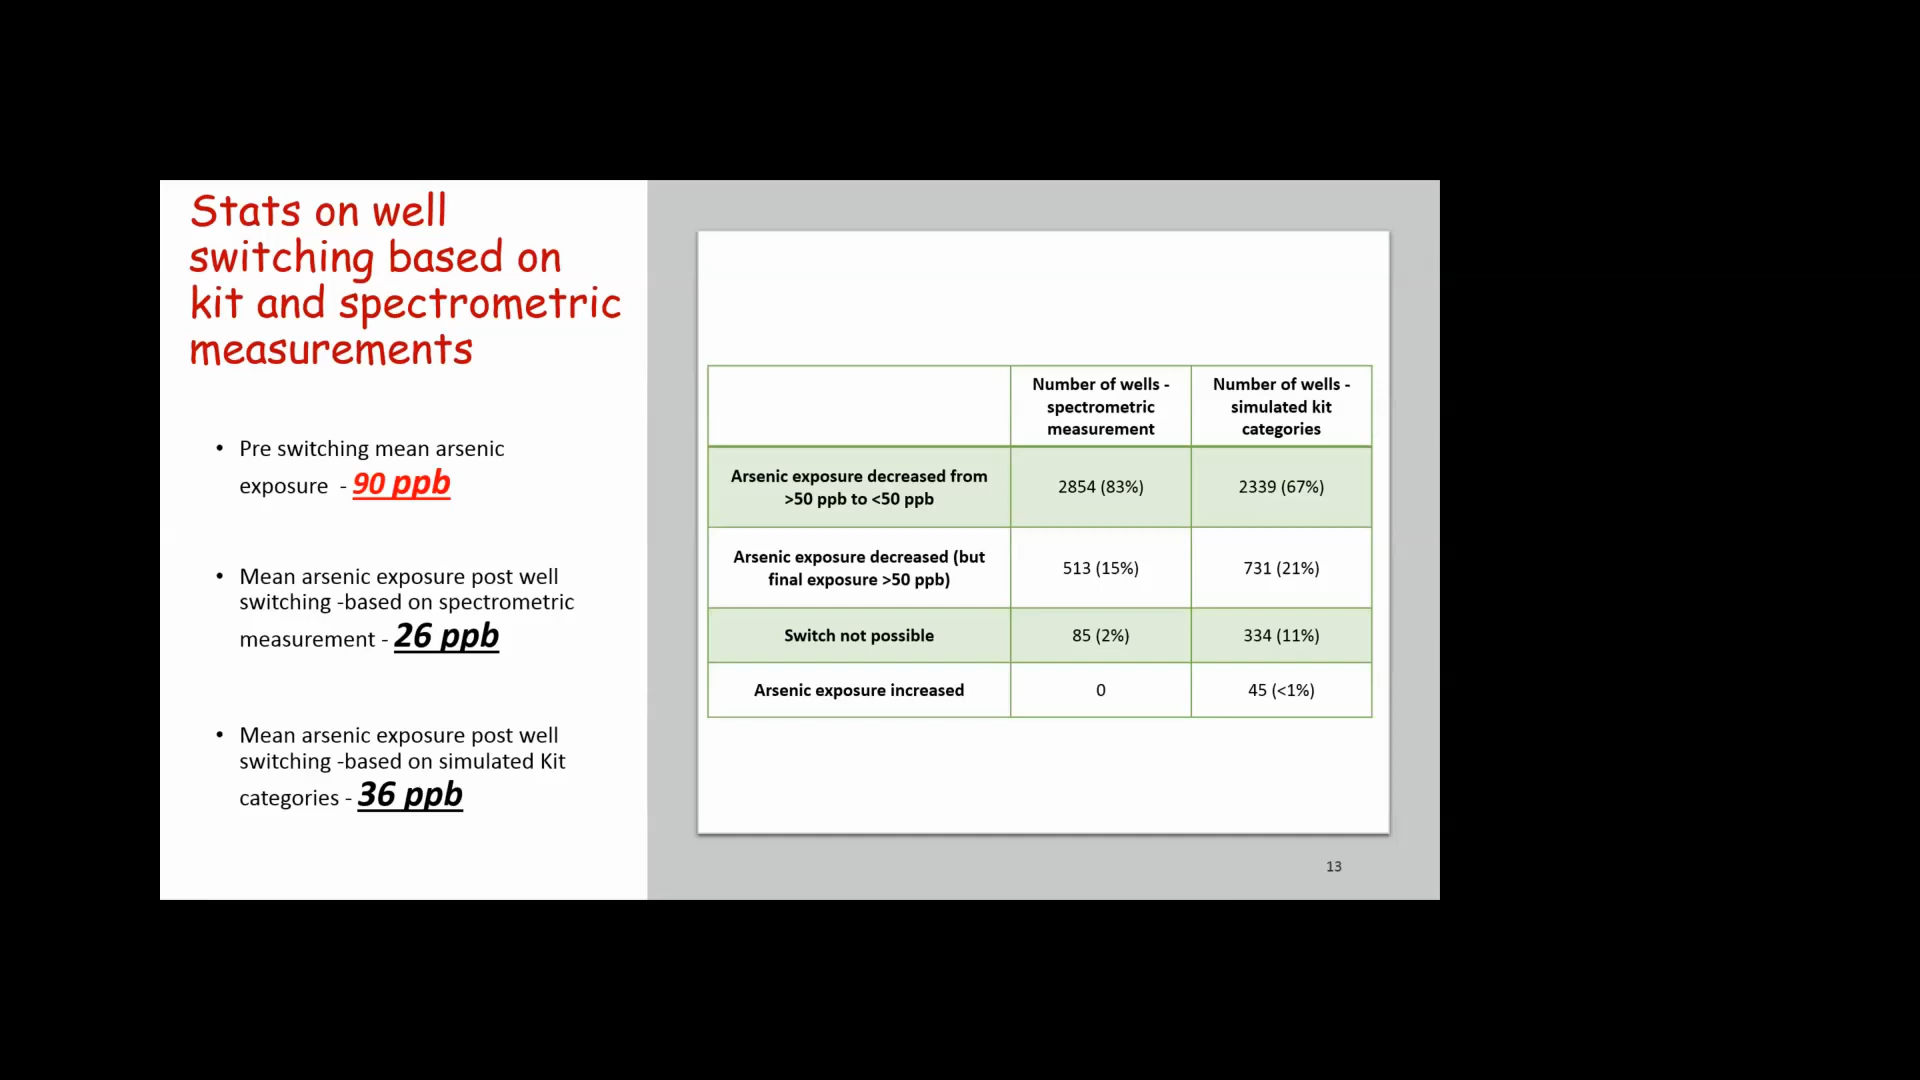 Stats on well
switching based on
kit and spectrometric
measurements
• Pre switching mean arsenic
exposure - 90 ppb
• Mean arsenic exposure post well
switching -based on spectrometric
measurement - 26 ppb
• Mean arsenic exposure post well
switching -based on simulated Kit
categories - 36 ppb
Number of wells -
spectrometric
measurement
Number of wells -
simulated kit
categories
Arsenic exposure decreased from
>50 ppb to <50 ppb
2854 (83%)
2339 (67%)
Arsenic exposure decreased (but
final exposure >50 ppb)
513 (15%)
731 (21%)
Switch not possible
85 (2%)
334 (11%)
Arsenic exposure increased
0
45 (<1%)
13